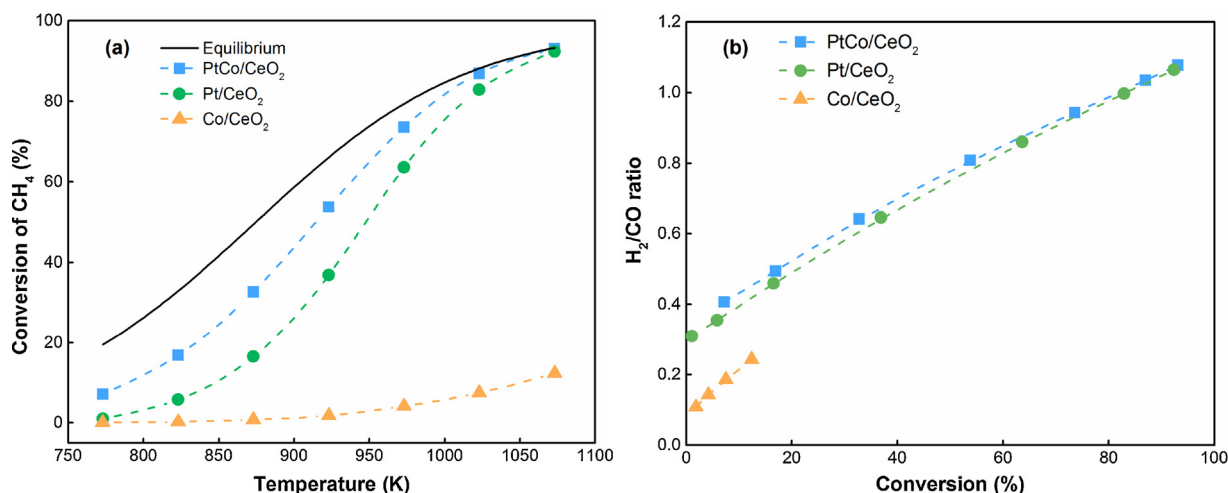 (a)
Equilibrium
PtCo/CeO₂
Pt/CeO₂
Co/CeO₂
Conversion of CH₄ (%)
100
80
60
40
20
0
750 800 850 900 950 1000 1050 1100
Temperature (K)
(b)
PtCo/CeO₂
Pt/CeO₂
Co/CeO₂
H₂/CO ratio
1.2
1.0
0.8
0.6
0.4
0.2
0.0
0 20 40 60 80 100
Conversion (%)